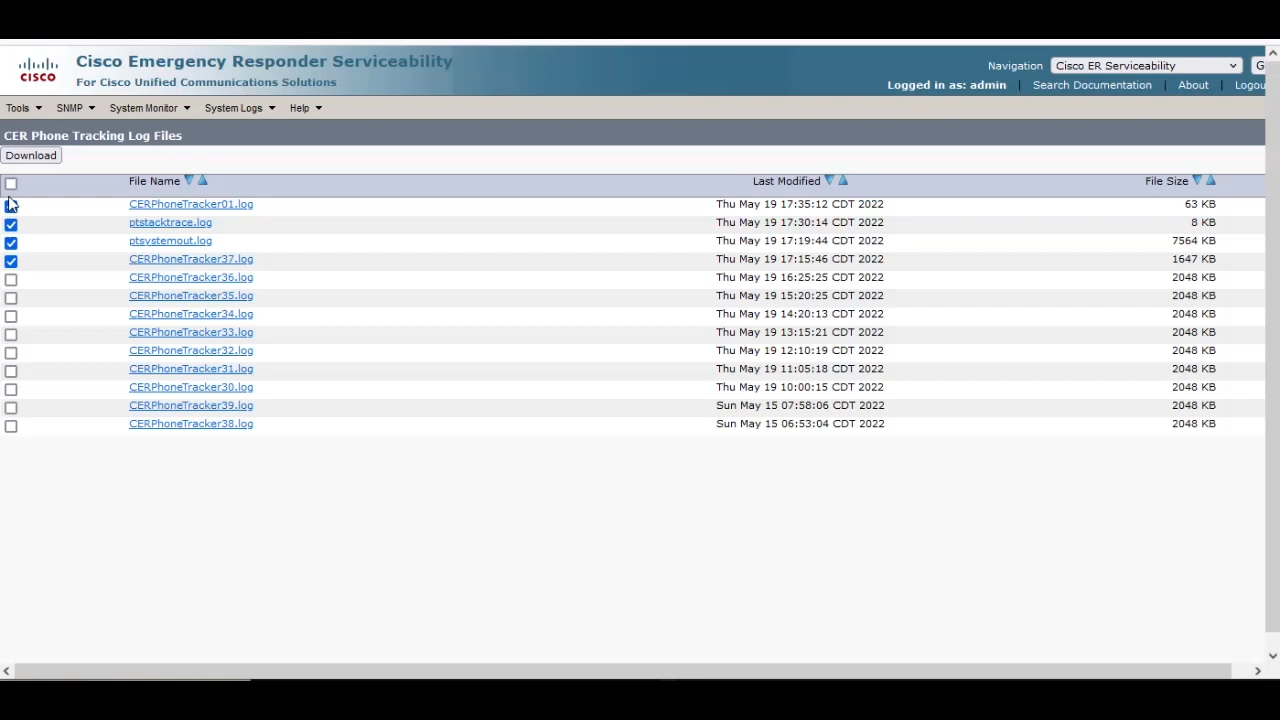 Cisco Emergency Responder Serviceability
For Cisco Unified Communications Solutions
CISCO
Navigation Cisco ER Serviceability G
Logged in as: admin | Search Documentation | About | Logou
Tools SNMP System Monitor System Logs Help
CER Phone Tracking Log Files
Download
File Name Last Modified File Size
CERPhoneTracker01.log Thu May 19 17:35:12 CDT 2022 63 KB
ptstacktrace.log Thu May 19 17:30:14 CDT 2022 8 KB
ptsystemout.log Thu May 19 17:19:44 CDT 2022 7564 KB
CERPhoneTracker37.log Thu May 19 17:15:46 CDT 2022 1647 KB
CERPhoneTracker36.log Thu May 19 16:25:25 CDT 2022 2048 KB
CERPhoneTracker35.log Thu May 19 15:20:25 CDT 2022 2048 KB
CERPhoneTracker34.log Thu May 19 14:20:13 CDT 2022 2048 KB
CERPhoneTracker33.log Thu May 19 13:15:21 CDT 2022 2048 KB
CERPhoneTracker32.log Thu May 19 12:10:19 CDT 2022 2048 KB
CERPhoneTracker31.log Thu May 19 11:05:18 CDT 2022 2048 KB
CERPhoneTracker30.log Thu May 19 10:00:15 CDT 2022 2048 KB
CERPhoneTracker39.log Sun May 15 07:58:06 CDT 2022 2048 KB
CERPhoneTracker38.log Sun May 15 06:53:04 CDT 2022 2048 KB